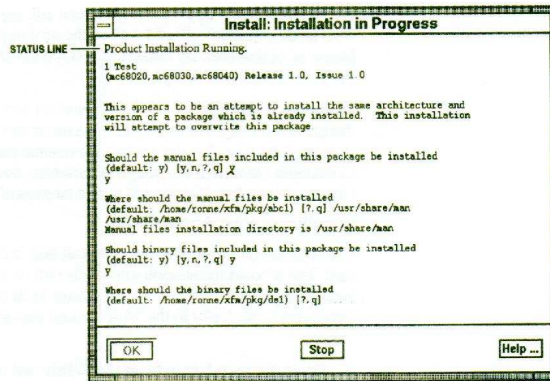 Install: Installation in Progress
STATUS LINE
Product Installation Running.
1 Test
(mc68020,mc68030,mc68040) Release 1.0, Issue 1.0
This appears to be an attempt to install the same architecture and
version of a package which is already installed. This installation
will attempt to overwrite this package
Should the manual files included in this package be installed
(default: y) [y,n,?,q] y
y
Where should the manual files be installed
(default: /home/ronne/xfm/pkg/abc1) [?,q] /usr/share/man
/usr/share/man
Manual files installation directory is /usr/share/man
Should binary files included in this package be installed
(default: y) [y,n,?,q] y
y
Where should the binary files be installed
(default: /home/ronne/xfm/pkg/ds1) [?,q]
OK
Stop
Help ...